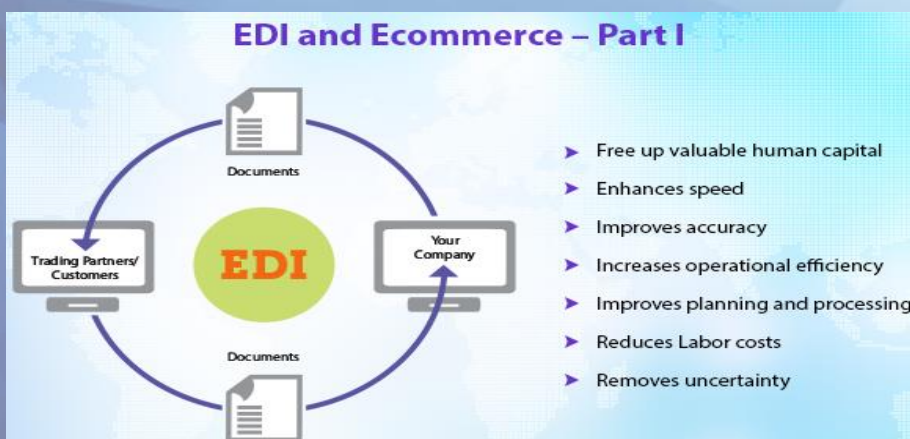 EDI and Ecommerce – Part I
Documents
Trading Partners/
Customers
EDI
Your
Company
Documents
➤ Free up valuable human capital
➤ Enhances speed
➤ Improves accuracy
➤ Increases operational efficiency
➤ Improves planning and processing
➤ Reduces Labor costs
➤ Removes uncertainty